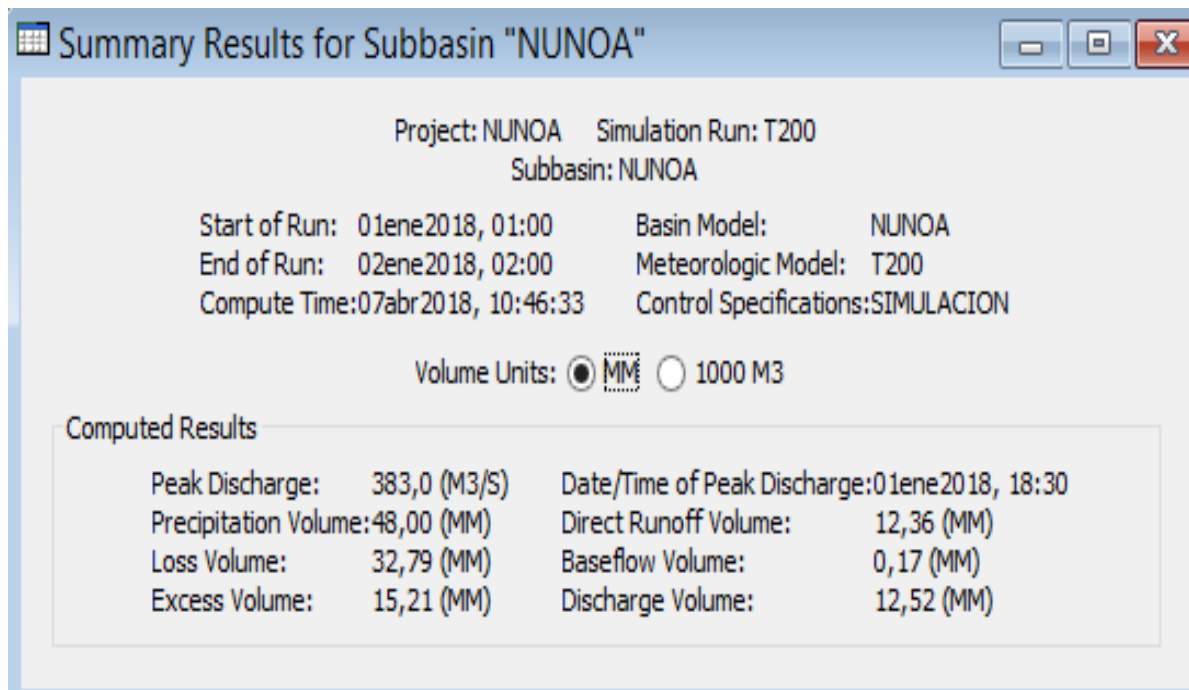 Summary Results for Subbasin "NUNOA"
Project: NUNOA Simulation Run: T200
Subbasin: NUNOA
Start of Run: 01ene2018, 01:00 Basin Model: NUNOA
End of Run: 02ene2018, 02:00 Meteorologic Model: T200
Compute Time:07abr2018, 10:46:33 Control Specifications:SIMULACION
Volume Units: MM 1000 M3
Computed Results
Peak Discharge: 383,0 (M3/S) Date/Time of Peak Discharge:01ene2018, 18:30
Precipitation Volume:48,00 (MM) Direct Runoff Volume: 12,36 (MM)
Loss Volume: 32,79 (MM) Baseflow Volume: 0,17 (MM)
Excess Volume: 15,21 (MM) Discharge Volume: 12,52 (MM)